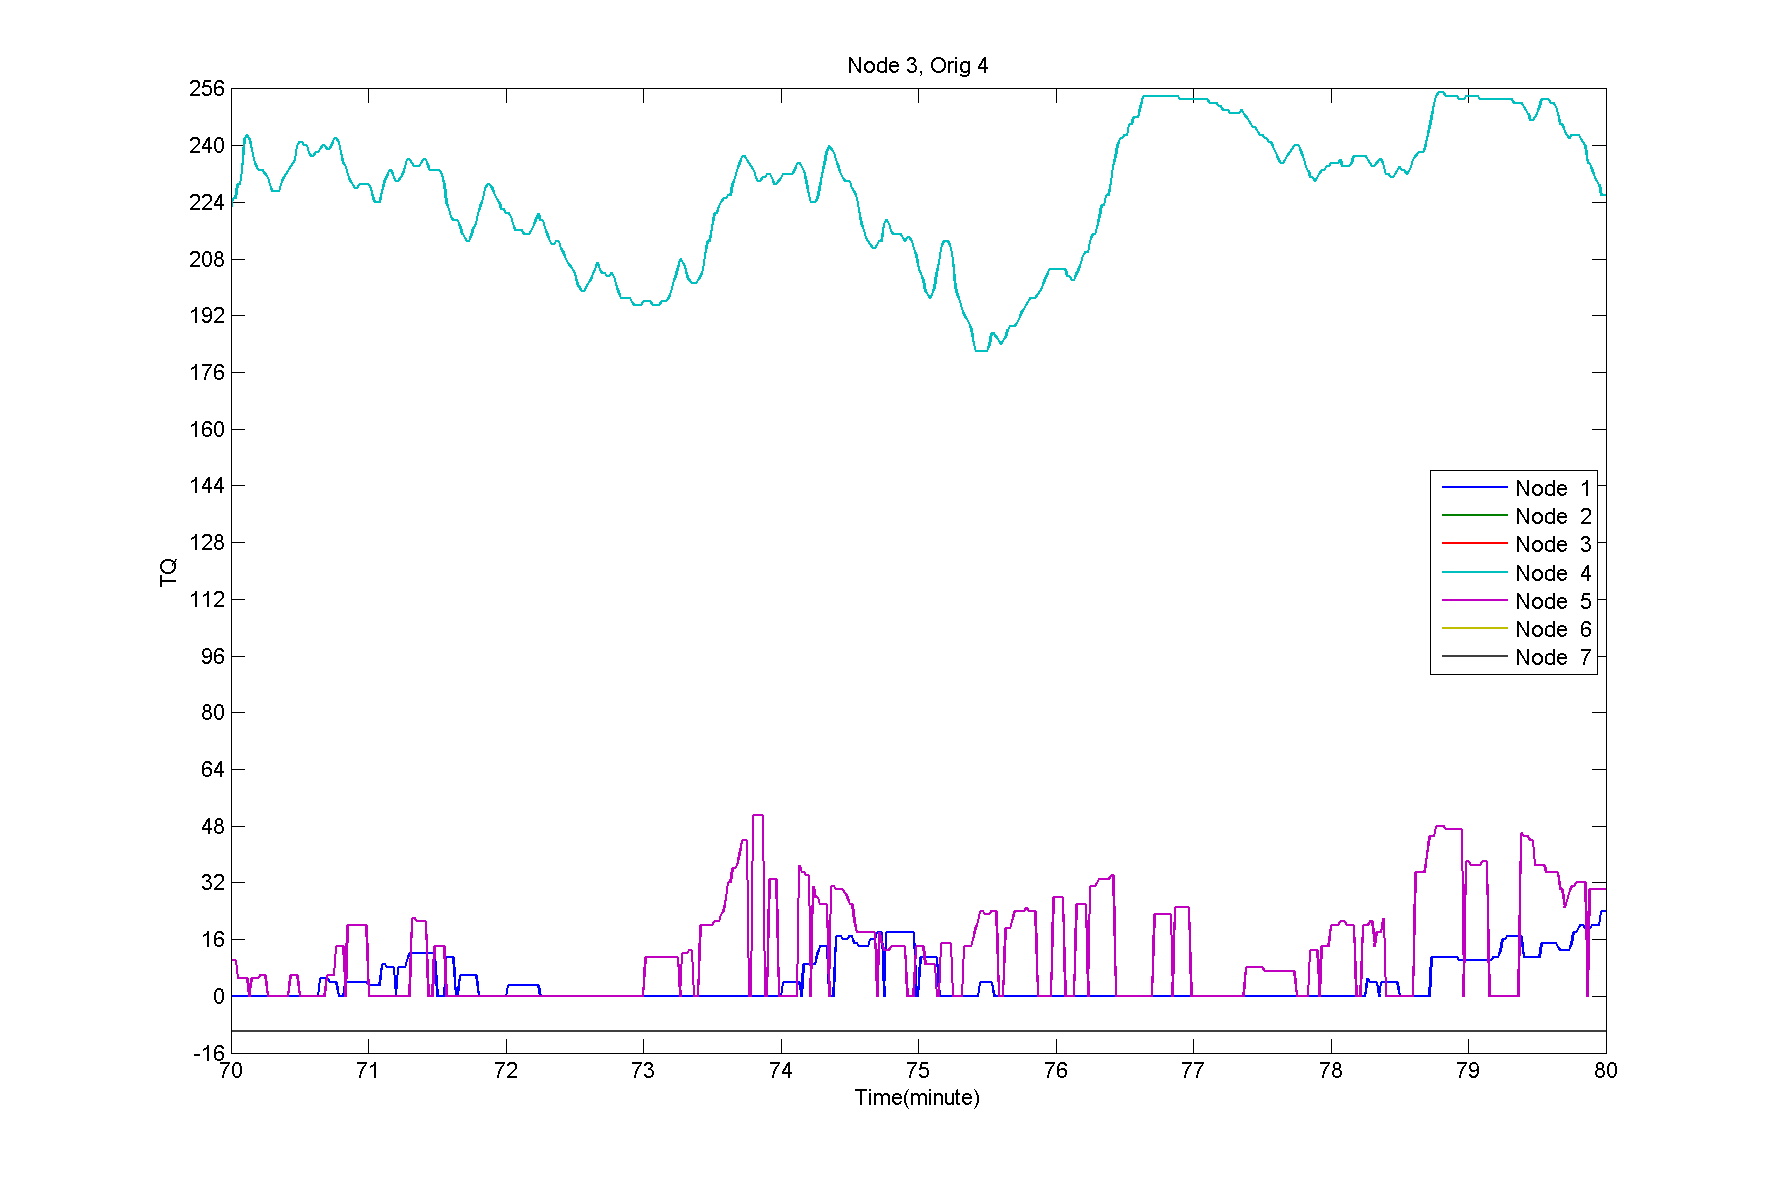 Node 3, Orig 4
256
240
224
208
192
176
160
144
128
112
96
80
64
48
32
16
0
-16
TQ
Node 1
Node 2
Node 3
Node 4
Node 5
Node 6
Node 7
70 71 72 73 74 75 76 77 78 79 80
Time(minute)